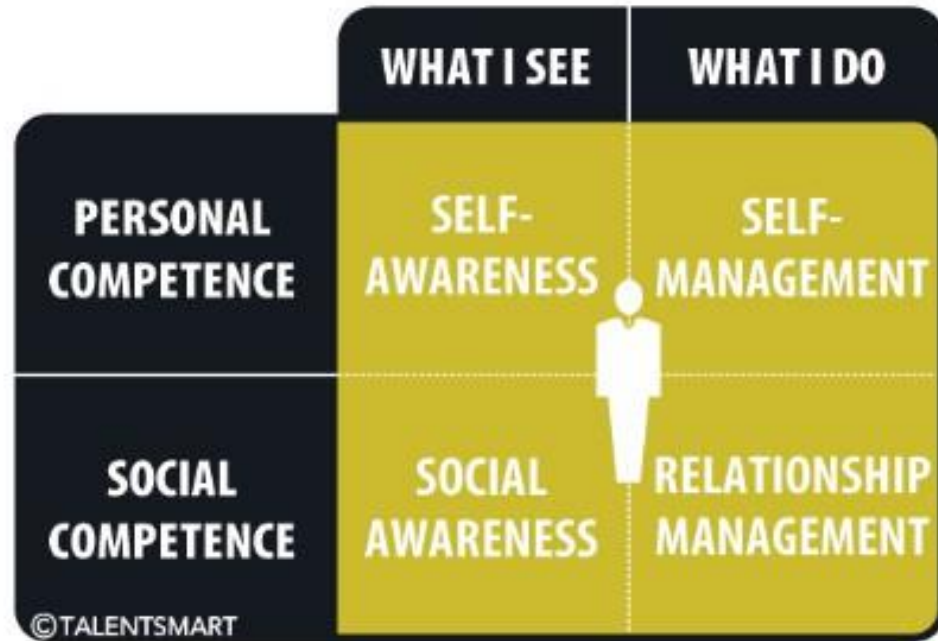 WHAT I SEE
WHAT I DO
PERSONAL
COMPETENCE
SELF-
AWARENESS
SELF-
MANAGEMENT
SOCIAL
COMPETENCE
SOCIAL
AWARENESS
RELATIONSHIP
MANAGEMENT
©TALENTSMART